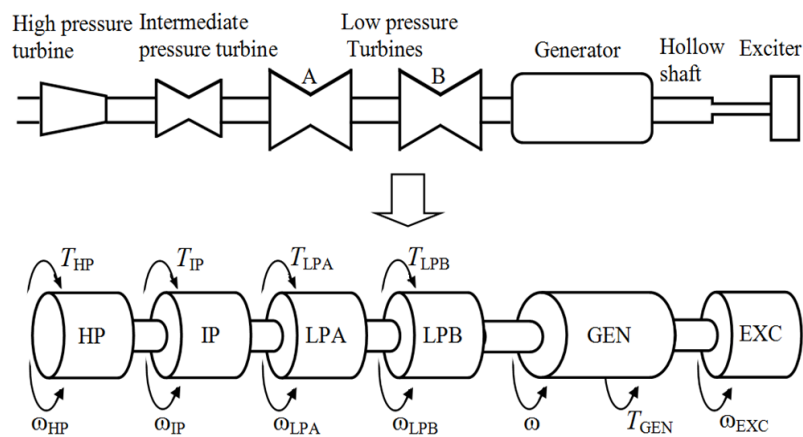 High pressure
turbine
Intermediate
pressure turbine
Low pressure
Turbines
Generator
Hollow
shaft
Exciter
A
B
T_HP
T_IP
T_LPA
T_LPB
HP
IP
LPA
LPB
GEN
EXC
ω_HP
ω_IP
ω_LPA
ω_LPB
ω
T_GEN
ω_EXC